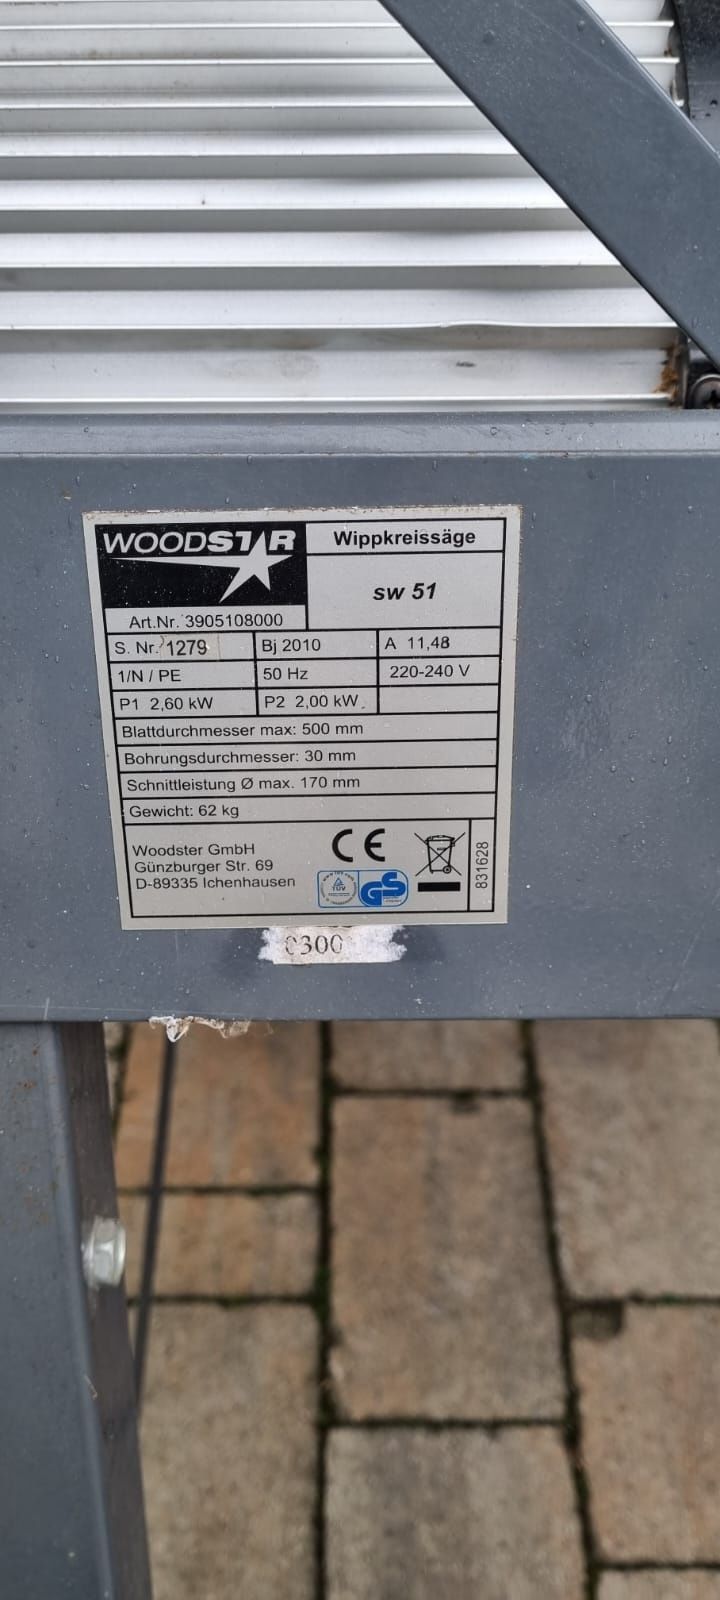 WOODSTAR
Wippkreissäge
sw 51
Art.Nr. 3905108000
S. Nr. 1279 Bj 2010 A 11,48
1/N / PE 50 Hz 220-240 V
P1 2,60 kW P2 2,00 kW
Blattdurchmesser max: 500 mm
Bohrungsdurchmesser: 30 mm
Schnittleistung Ø max. 170 mm
Gewicht: 62 kg
Woodster GmbH
Günzburger Str. 69
D-89335 Ichenhausen
CE
TÜV
GS
831628
0300